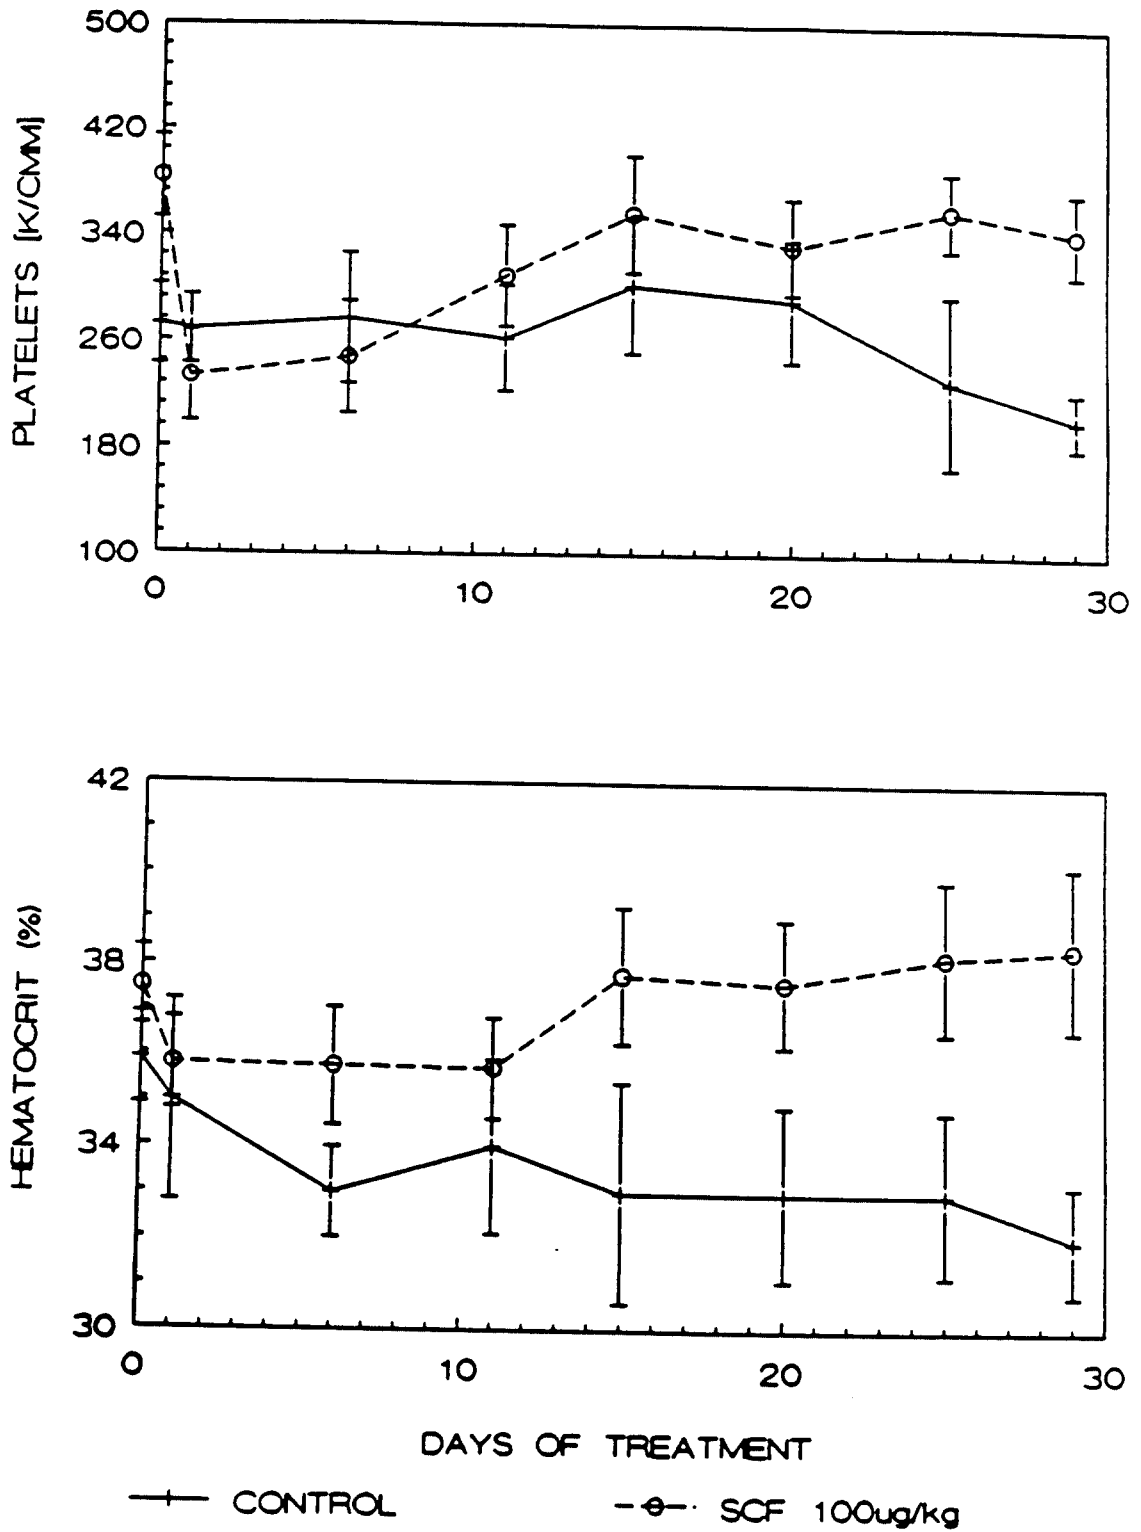 500
420
340
260
180
100
PLATELETS [K/CMM]
0 10 20 30
42
38
34
30
HEMATOCRIT (%)
0 10 20 30
DAYS OF TREATMENT
CONTROL SCF 100ug/kg